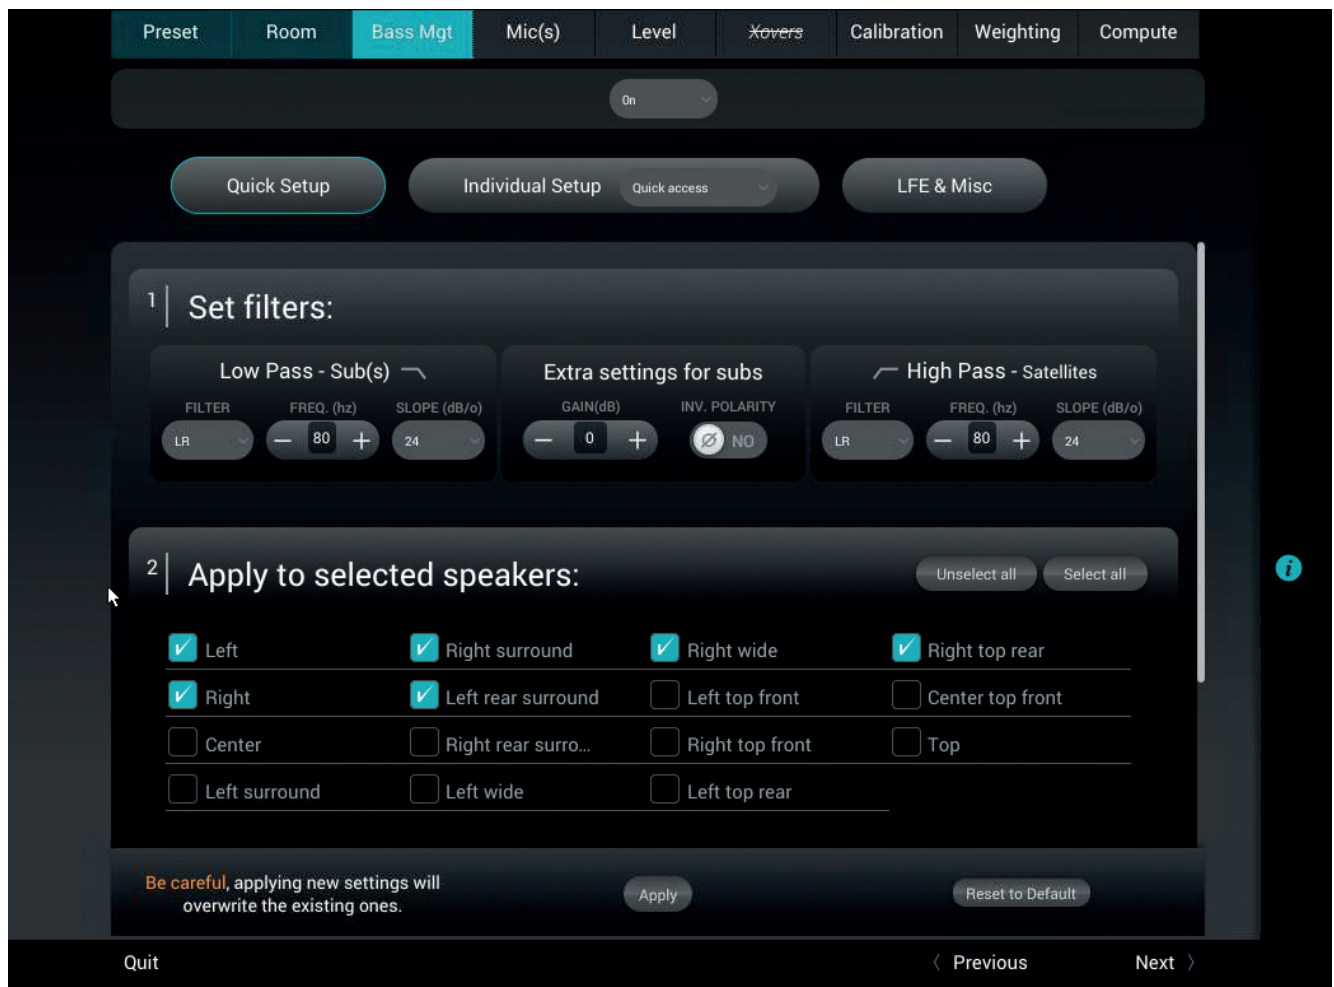 Preset Room Bass Mgt Mic(s) Level Xovers Calibration Weighting Compute
On
Quick Setup Individual Setup Quick access LFE & Misc
1 Set filters:
Low Pass - Sub(s) Extra settings for subs High Pass - Satellites
FILTER FREQ. (hz) SLOPE (dB/o) GAIN(dB) INV. POLARITY FILTER FREQ. (hz) SLOPE (dB/o)
LR — 80 + 24 — 0 + Ø NO LR — 80 + 24
2 Apply to selected speakers: Unselect all Select all
Left Right surround Right wide Right top rear
Right Left rear surround Left top front Center top front
Center Right rear surro... Right top front Top
Left surround Left wide Left top rear
Be careful, applying new settings will
overwrite the existing ones.
Apply Reset to Default
i
Quit Previous Next